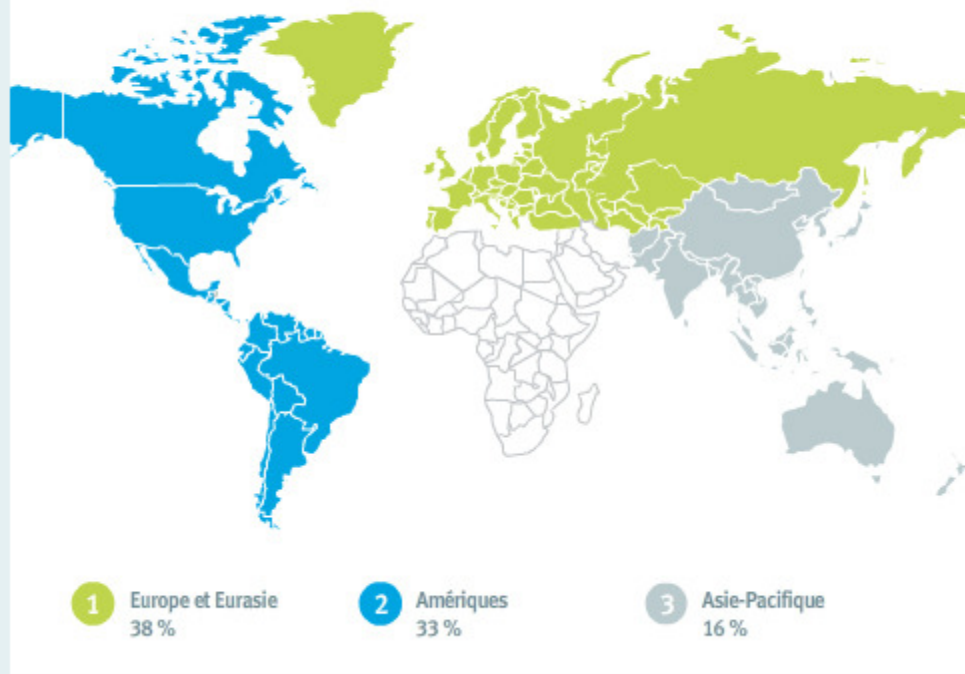 1
Europe et Eurasie
38 %
2
Amériques
33 %
3
Asie-Pacifique
16 %